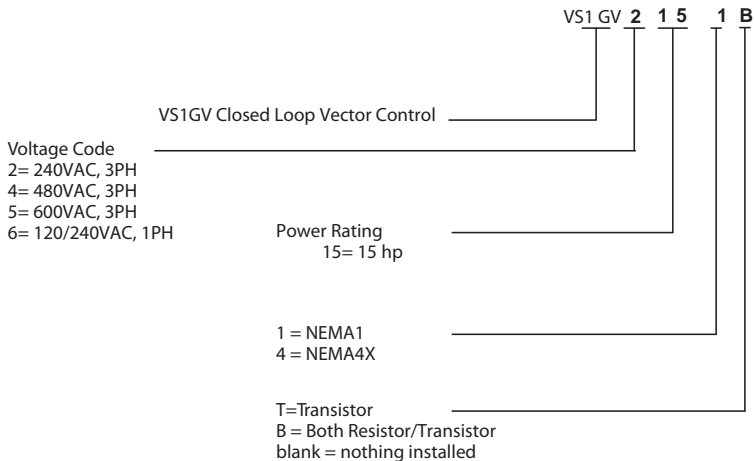 VS1 GV 2 1 5 1 B
VS1GV Closed Loop Vector Control
Voltage Code
2= 240VAC, 3PH
4= 480VAC, 3PH
5= 600VAC, 3PH
6= 120/240VAC, 1PH
Power Rating
15= 15 hp
1 = NEMA1
4 = NEMA4X
T=Transistor
B = Both Resistor/Transistor
blank = nothing installed